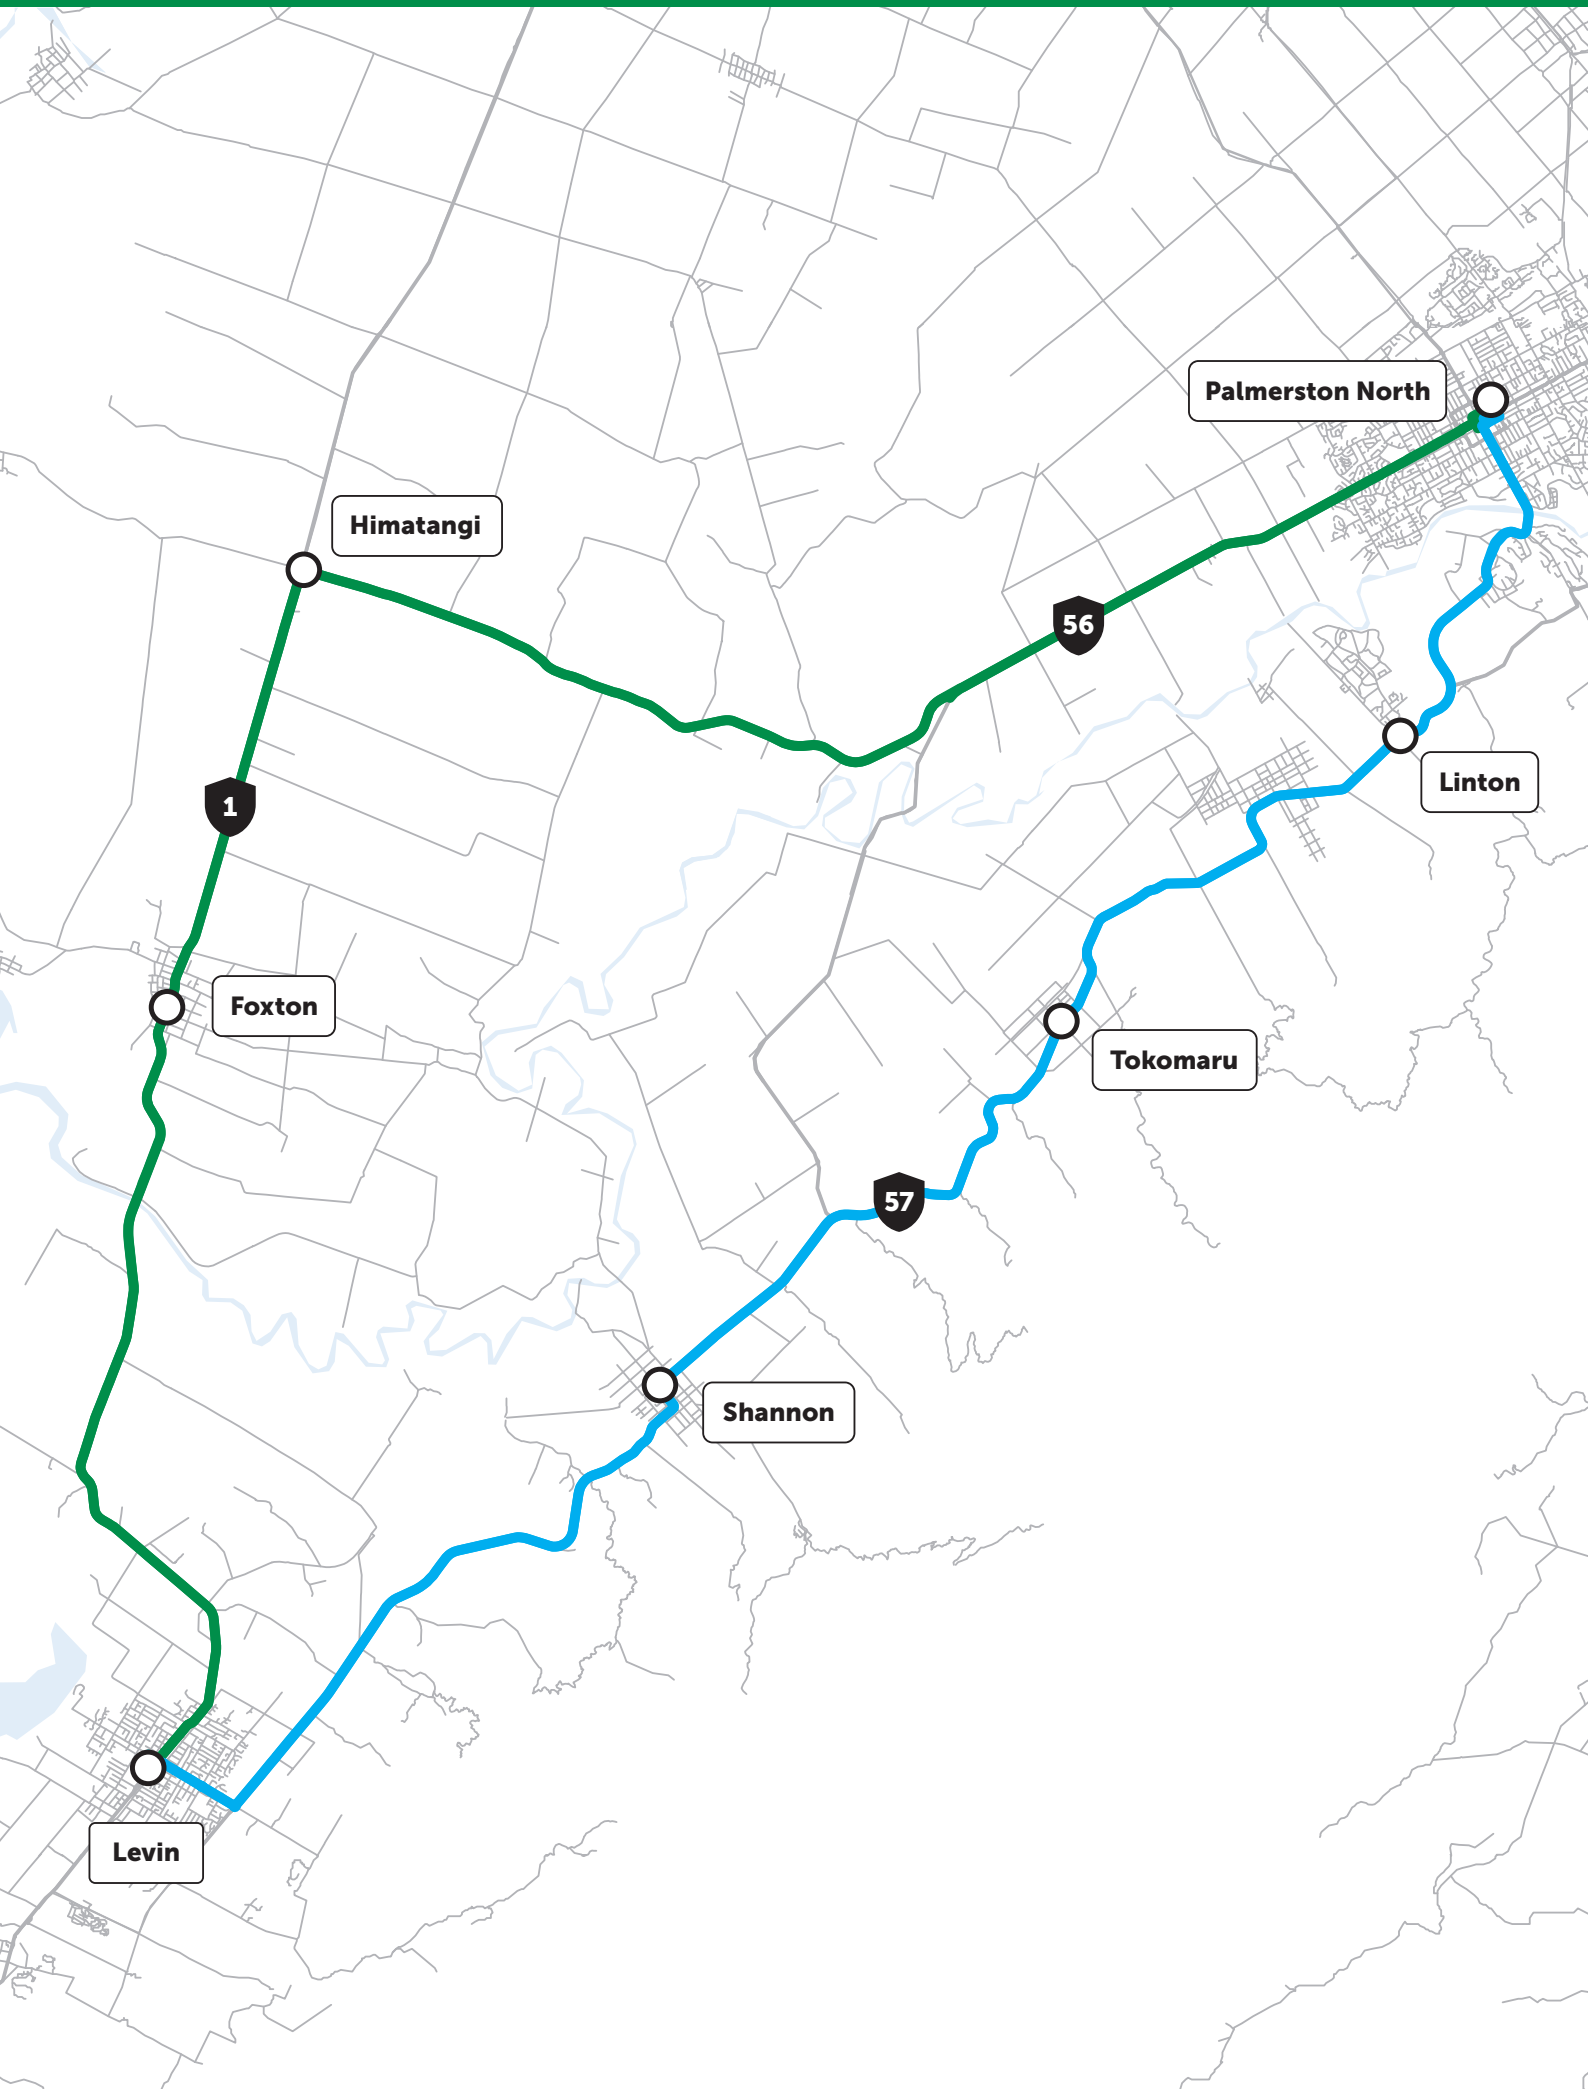 Palmerston North
Himatangi
56
Linton
1
Foxton
Tokomaru
57
Shannon
Levin